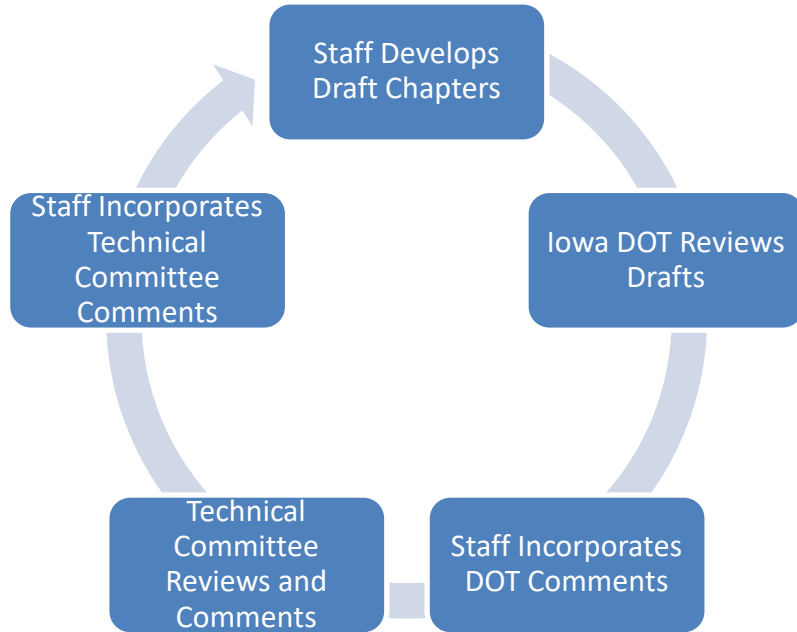 Staff Develops
Draft Chapters
Iowa DOT Reviews
Drafts
Staff Incorporates
DOT Comments
Technical
Committee
Reviews and
Comments
Staff Incorporates
Technical
Committee
Comments